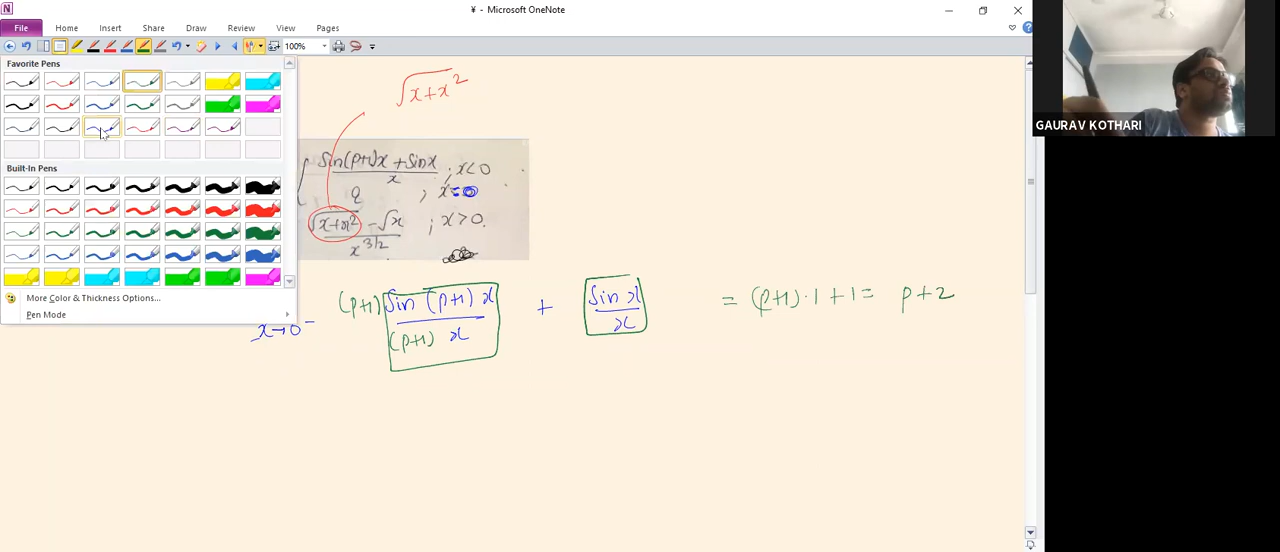 ¥ - Microsoft OneNote
File Home Insert Share Draw Review View Pages
100%
Favorite Pens
Built-In Pens
More Color & Thickness Options...
Pen Mode
√x+x²
Sin(p+1)x + Sinx / x ; x<0
q ; x=0
√x+x² - √x / x^3/2 ; x>0.
x→0⁻ (p+1) Sin (p+1) x / (p+1) x + Sin x / x = (p+1)·1 + 1 = p+2
GAURAV KOTHARI